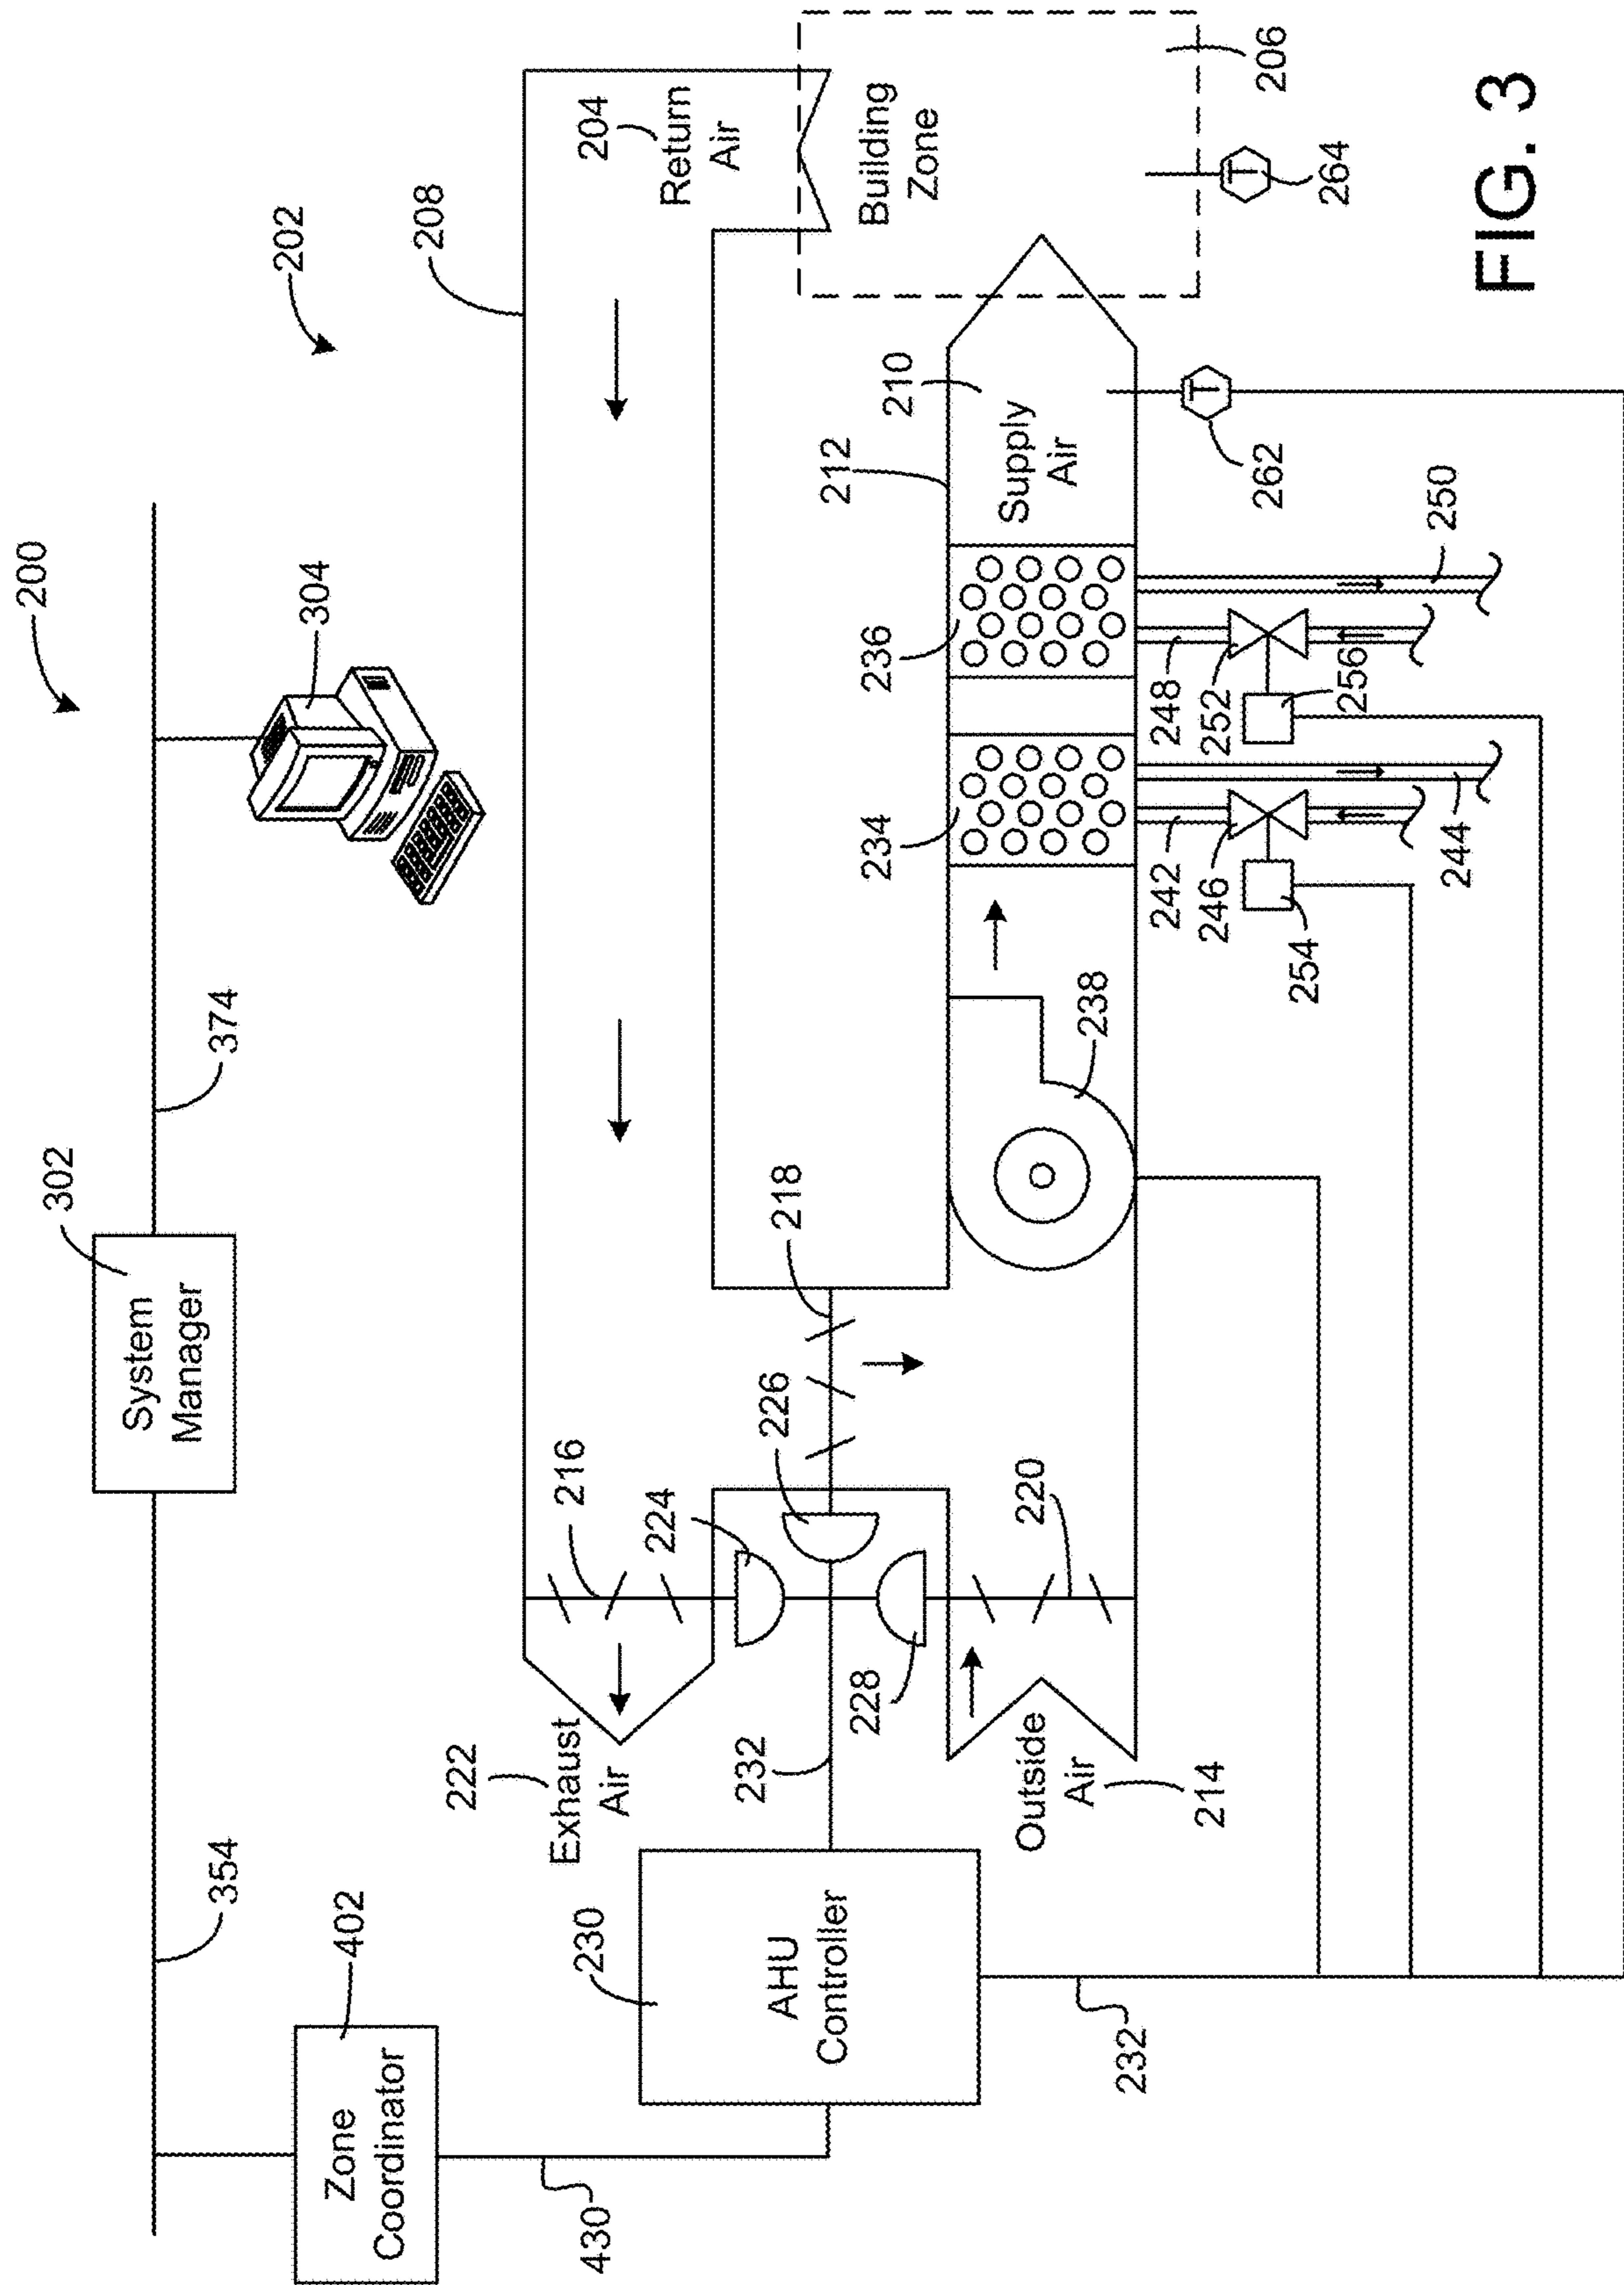 200
202
302
System
Manager
374
304
354
402
Zone
Coordinator
430
208
204
Return
Air
216
222
Exhaust
Air
224
226
218
228
230
AHU
Controller
232
232
Outside
Air
214
220
238
234
236
212
210
Supply
Air
Building
Zone
206
242
246
254
244
248
252
256
250
262
T
264
T
FIG. 3